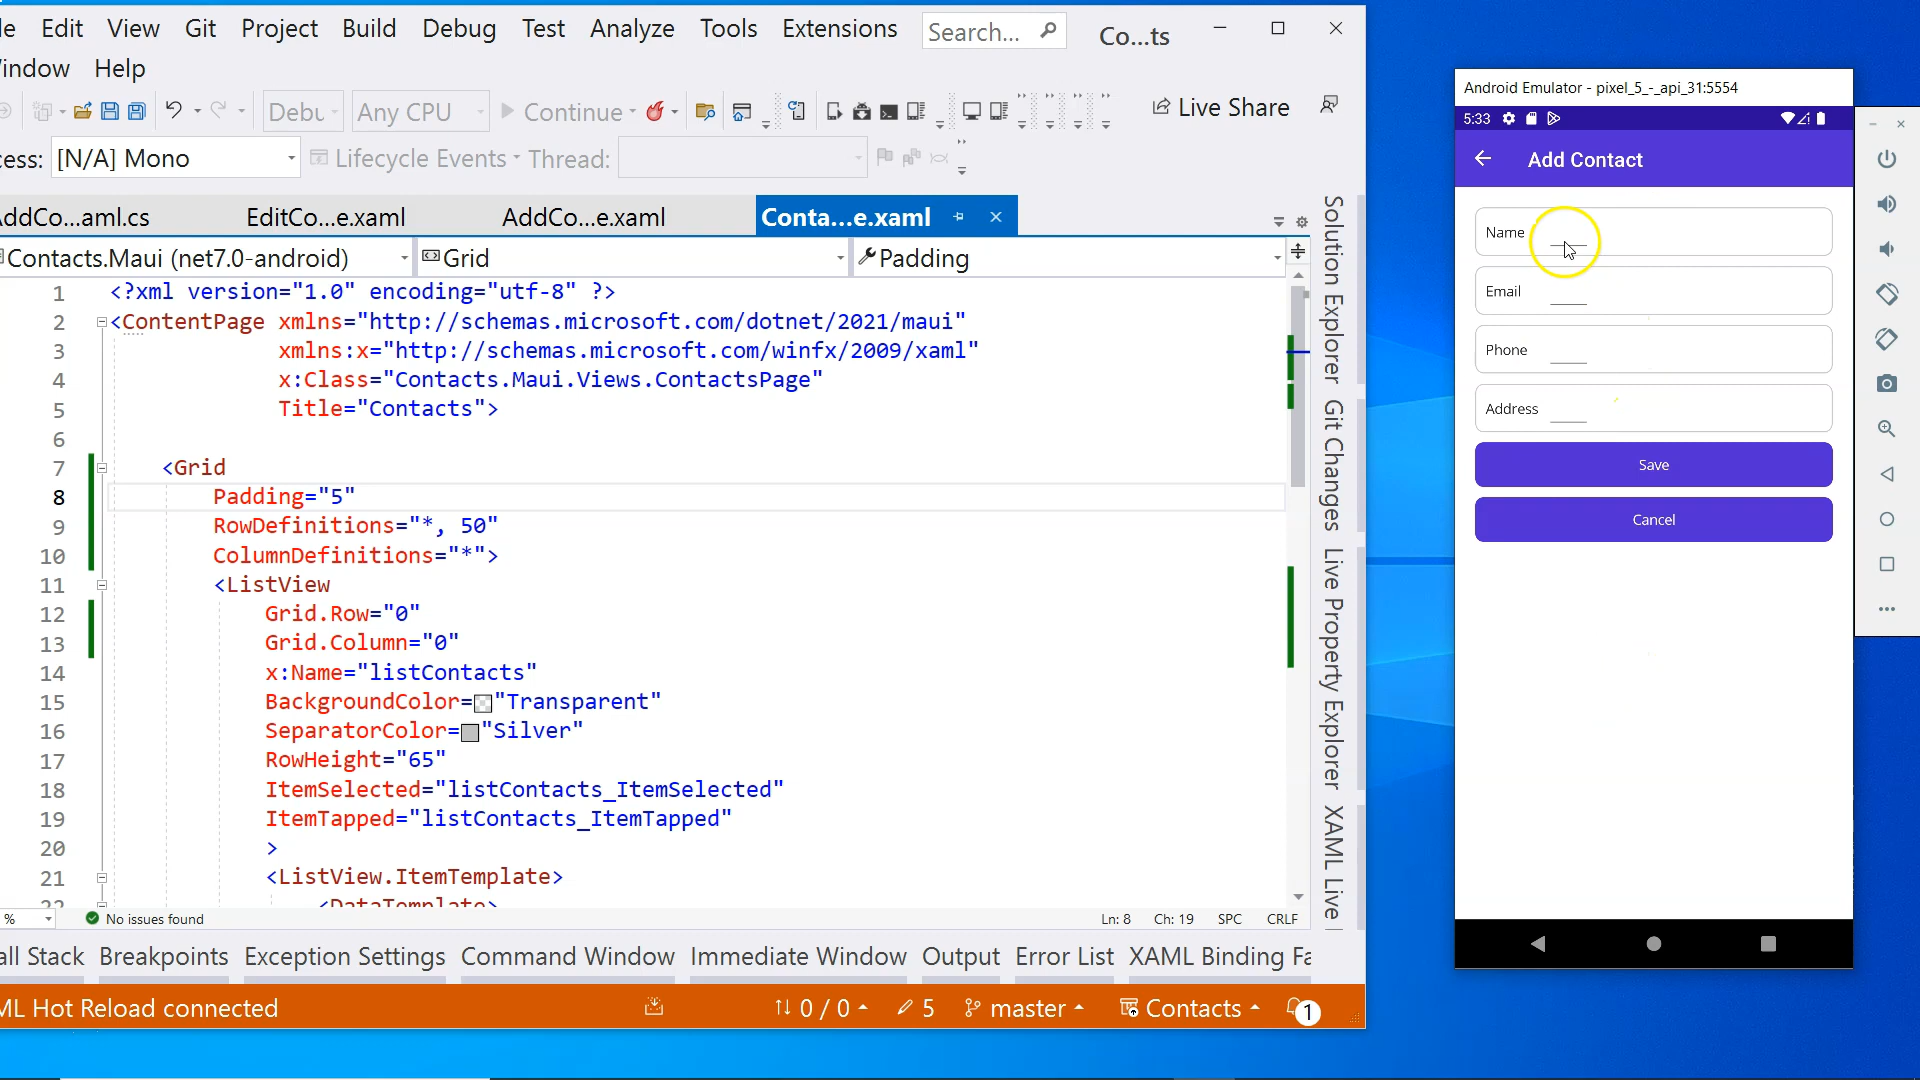 le Edit View Git Project Build Debug Test Analyze Tools Extensions Search... Co...ts
indow Help
Debu Any CPU Continue Live Share
ess: [N/A] Mono Lifecycle Events Thread:
AddCo...aml.cs EditCo...e.xaml AddCo...e.xaml Conta...e.xaml
Contacts.Maui (net7.0-android) Grid Padding
1 <?xml version="1.0" encoding="utf-8" ?>
2 <ContentPage xmlns="http://schemas.microsoft.com/dotnet/2021/maui"
3 xmlns:x="http://schemas.microsoft.com/winfx/2009/xaml"
4 x:Class="Contacts.Maui.Views.ContactsPage"
5 Title="Contacts">
6
7 <Grid
8 Padding="5"
9 RowDefinitions="*, 50"
10 ColumnDefinitions="*">
11 <ListView
12 Grid.Row="0"
13 Grid.Column="0"
14 x:Name="listContacts"
15 BackgroundColor="Transparent"
16 SeparatorColor="Silver"
17 RowHeight="65"
18 ItemSelected="listContacts_ItemSelected"
19 ItemTapped="listContacts_ItemTapped"
20 >
21 <ListView.ItemTemplate>
22 <DataTemplate>
% No issues found Ln: 8 Ch: 19 SPC CRLF
all Stack Breakpoints Exception Settings Command Window Immediate Window Output Error List XAML Binding Fa
ML Hot Reload connected 0 / 0 5 master Contacts 1
Solution Explorer
Git Changes
Live Property Explorer
XAML Live
Android Emulator - pixel_5_-_api_31:5554
5:33
Add Contact
Name
Email
Phone
Address
Save
Cancel